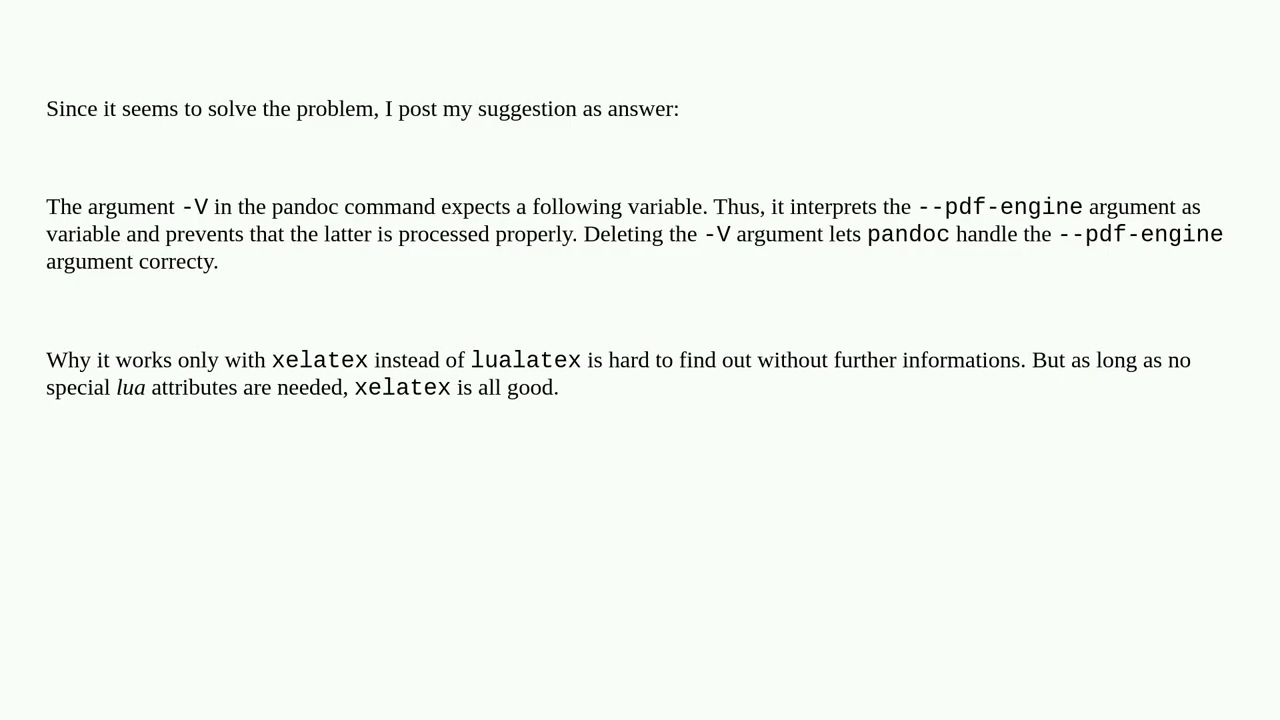 Since it seems to solve the problem, I post my suggestion as answer:
The argument -V in the pandoc command expects a following variable. Thus, it interprets the --pdf-engine argument as
variable and prevents that the latter is processed properly. Deleting the -V argument lets pandoc handle the --pdf-engine
argument correcty.
Why it works only with xelatex instead of lualatex is hard to find out without further informations. But as long as no
special lua attributes are needed, xelatex is all good.